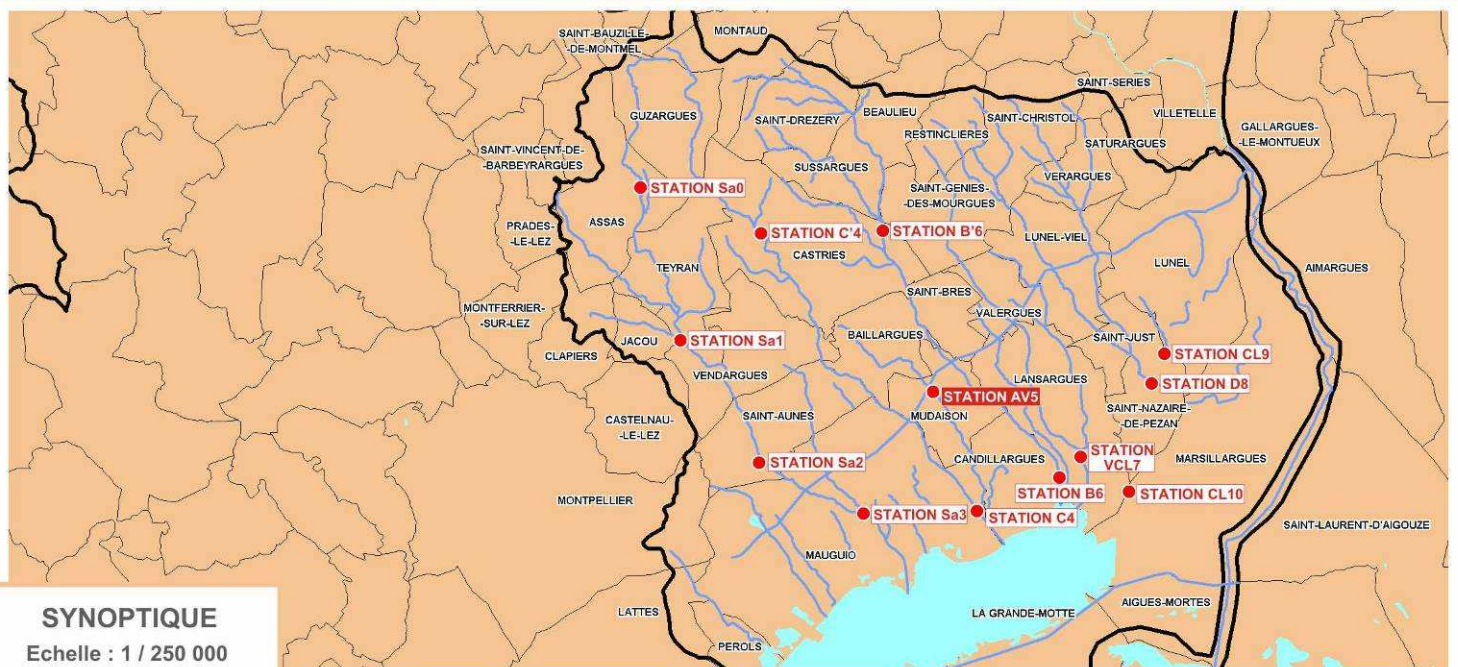 SAINT-BAUZILLE-
-DE-MONTMEL
MONTAUD
SAINT-SERIES
VILLETELLE
GALLARGUES-
-LE-MONTUEUX
GUZARGUES
SAINT-DREZERY
BEAULIEU
RESTINCLIERES
SAINT-CHRISTOL
SATURARGUES
SAINT-VINCENT-DE-
-BARBEYRARGUES
SUSSARGUES
VERARGUES
STATION Sa0
SAINT-GENIES-
-DES-MOURGUES
ASSAS
PRADES-
-LE-LEZ
STATION C'4
STATION B'6
LUNEL-VIEL
CASTRIES
LUNEL
AIMARGUES
TEYRAN
SAINT-BRES
MONTFERRIER-
-SUR-LEZ
VALERGUES
BAILLARGUES
SAINT-JUST
JACOU
STATION Sa1
CLAPIERS
STATION CL9
VENDARGUES
LANSARGUES
STATION D8
STATION AV5
SAINT-AUNES
MUDAISON
SAINT-NAZAIRE-
-DE-PEZAN
CASTELNAU-
-LE-LEZ
STATION Sa2
CANDILLARGUES
STATION
VCL7
MARSILLARGUES
STATION B6
STATION CL10
MONTPELLIER
STATION Sa3
STATION C4
SAINT-LAURENT-D'AIGOUZE
MAUGUIO
LATTES
LA GRANDE-MOTTE
AIGUES-MORTES
PEROLS
SYNOPTIQUE
Echelle : 1 / 250 000